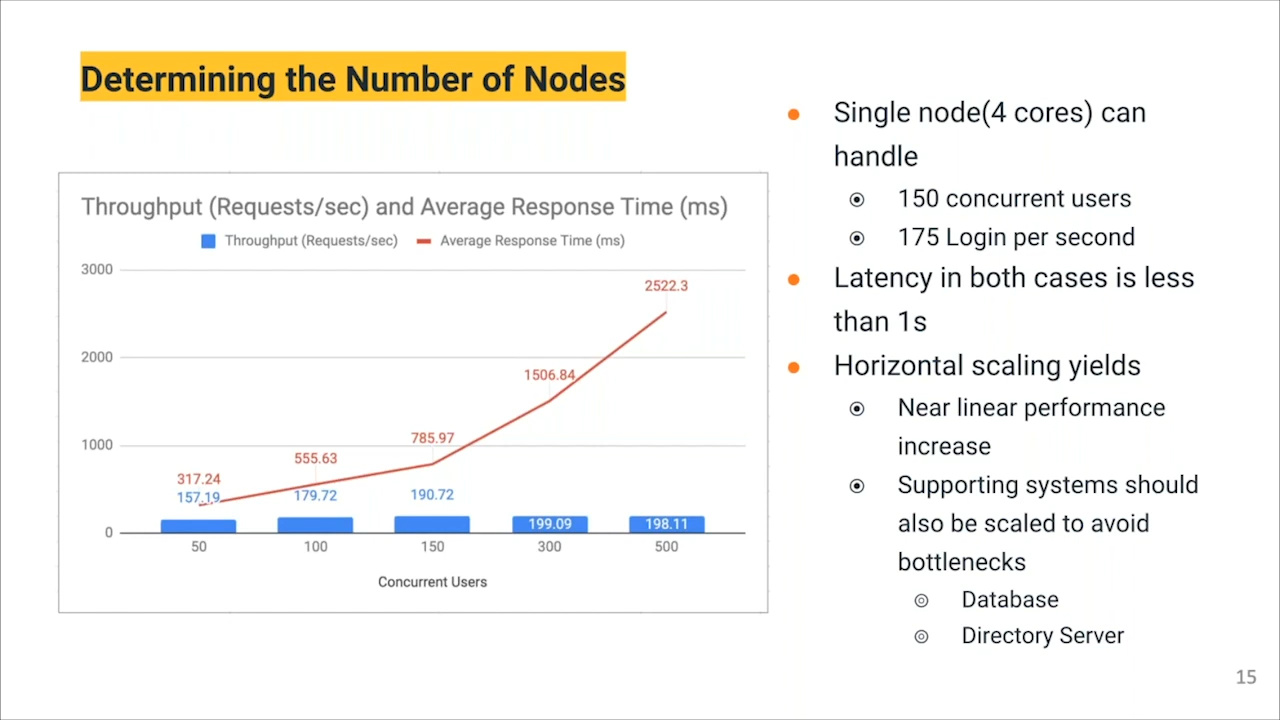 Determining the Number of Nodes
Throughput (Requests/sec) and Average Response Time (ms)
Throughput (Requests/sec)
Average Response Time (ms)
3000
2000
1000
0
2522.3
1506.84
785.97
555.63
317.24
157.19
179.72
190.72
199.09
198.11
50
100
150
300
500
Concurrent Users
Single node(4 cores) can
handle
150 concurrent users
175 Login per second
Latency in both cases is less
than 1s
Horizontal scaling yields
Near linear performance
increase
Supporting systems should
also be scaled to avoid
bottlenecks
Database
Directory Server
15